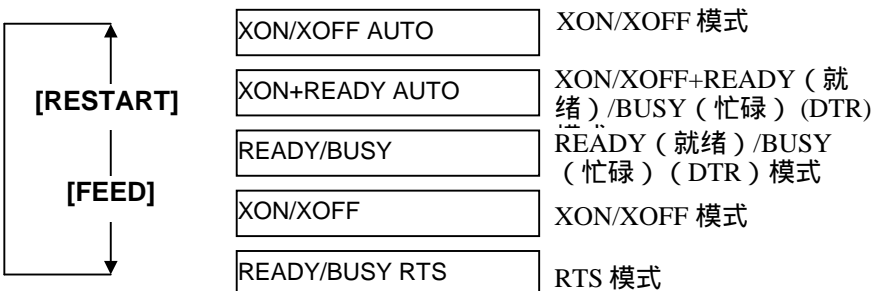 XON/XOFF AUTO
XON/XOFF 模式
[RESTART]
XON+READY AUTO
XON/XOFF+READY（就
绪）/BUSY（忙碌）(DTR)
READY/BUSY
READY（就绪）/BUSY
（忙碌）（DTR）模式
[FEED]
XON/XOFF
XON/XOFF 模式
READY/BUSY RTS
RTS 模式